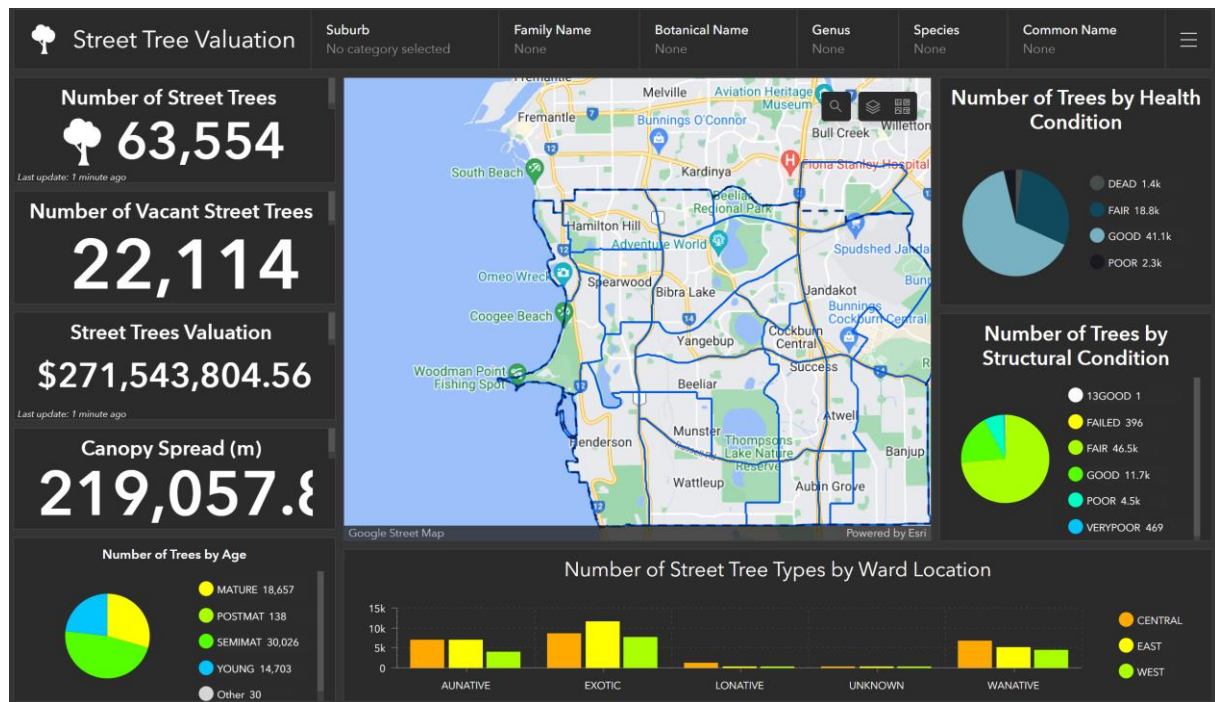 Street Tree Valuation
Suburb
No category selected
Family Name
None
Botanical Name
None
Genus
None
Species
None
Common Name
None
Number of Street Trees
63,554
Last update: 1 minute ago
Number of Vacant Street Trees
22,114
Street Trees Valuation
$271,543,804.56
Last update: 1 minute ago
Canopy Spread (m)
219,057.8
Number of Trees by Age
MATURE 18,657
POSTMAT 138
SEMIMAT 30,026
YOUNG 14,703
Other 30
Fremantle
Melville
Aviation Heritage
Museum
Fremantle
7
Bunnings O'Connor
Bull Creek
Willetton
12
South Beach
Kardinya
Fiona Stanley Hospital
Beeliar
Regional Park
Hamilton Hill
Adventure World
12
Spudshed Janda
Omeo Wreck
Spearwood
Bibra Lake
Jandakot
Bunnings
Cockburn Central
Coogee Beach
14
Yangebup
Cockburn
Central
Woodman Point
Fishing Spot
Success
Beeliar
Atwell
Munster
Henderson
Thompsons
Lake Nature
Reserve
Banjup
Wattleup
Aubin Grove
12
Google Street Map
Powered by Esri
Number of Trees by Health
Condition
DEAD 1.4k
FAIR 18.8k
GOOD 41.1k
POOR 2.3k
Number of Trees by
Structural Condition
13GOOD 1
FAILED 396
FAIR 46.5k
GOOD 11.7k
POOR 4.5k
VERYPOOR 469
Number of Street Tree Types by Ward Location
15k
10k
5k
0
AUNATIVE
EXOTIC
LONATIVE
UNKNOWN
WANATIVE
CENTRAL
EAST
WEST